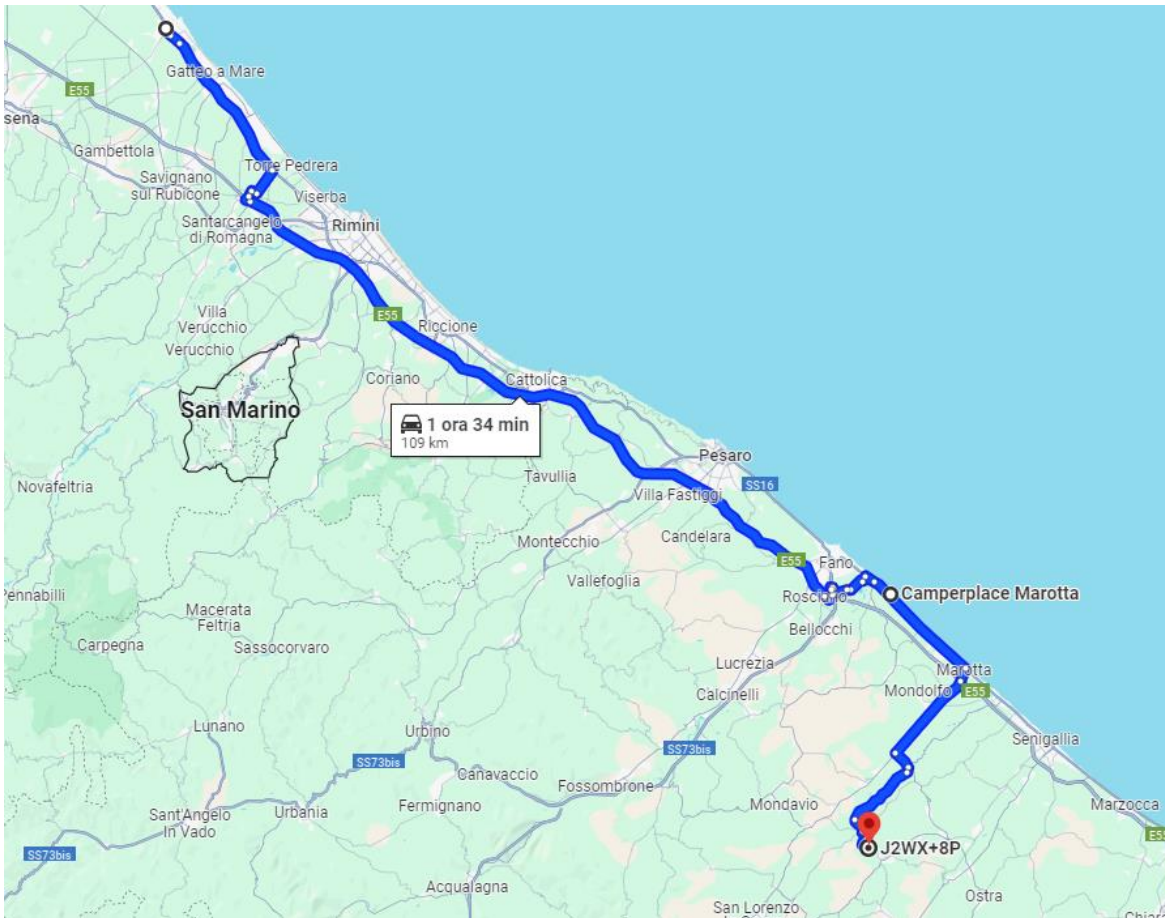 Gatteo a Mare
E55
sena
Gambettola
Torre Pedrera
Savignano
sul Rubicone
Viserba
Santarcangelo
di Romagna
Rimini
Villa
Verucchio
E55
Riccione
Verucchio
Coriano
Cattolica
San Marino
1 ora 34 min
109 km
Pesaro
Tavullia
Novafeltria
SS16
Villa Fastiggi
Candelara
Montecchio
E55
Fano
Vallefoglia
Pennabilli
Rosciano
Camperplace Marotta
Macerata
Feltria
Bellocchi
Carpegna
Sassocorvaro
Lucrezia
Marotta
Calcinelli
Mondolfo
E55
Lunano
Urbino
SS73bis
Senigallia
SS73bis
Canavaccio
Fossombrone
Sant'Angelo
In Vado
Urbania
Fermignano
Mondavio
Marzocca
SS73bis
E55
J2WX+8P
Acqualagna
Ostra
San Lorenzo